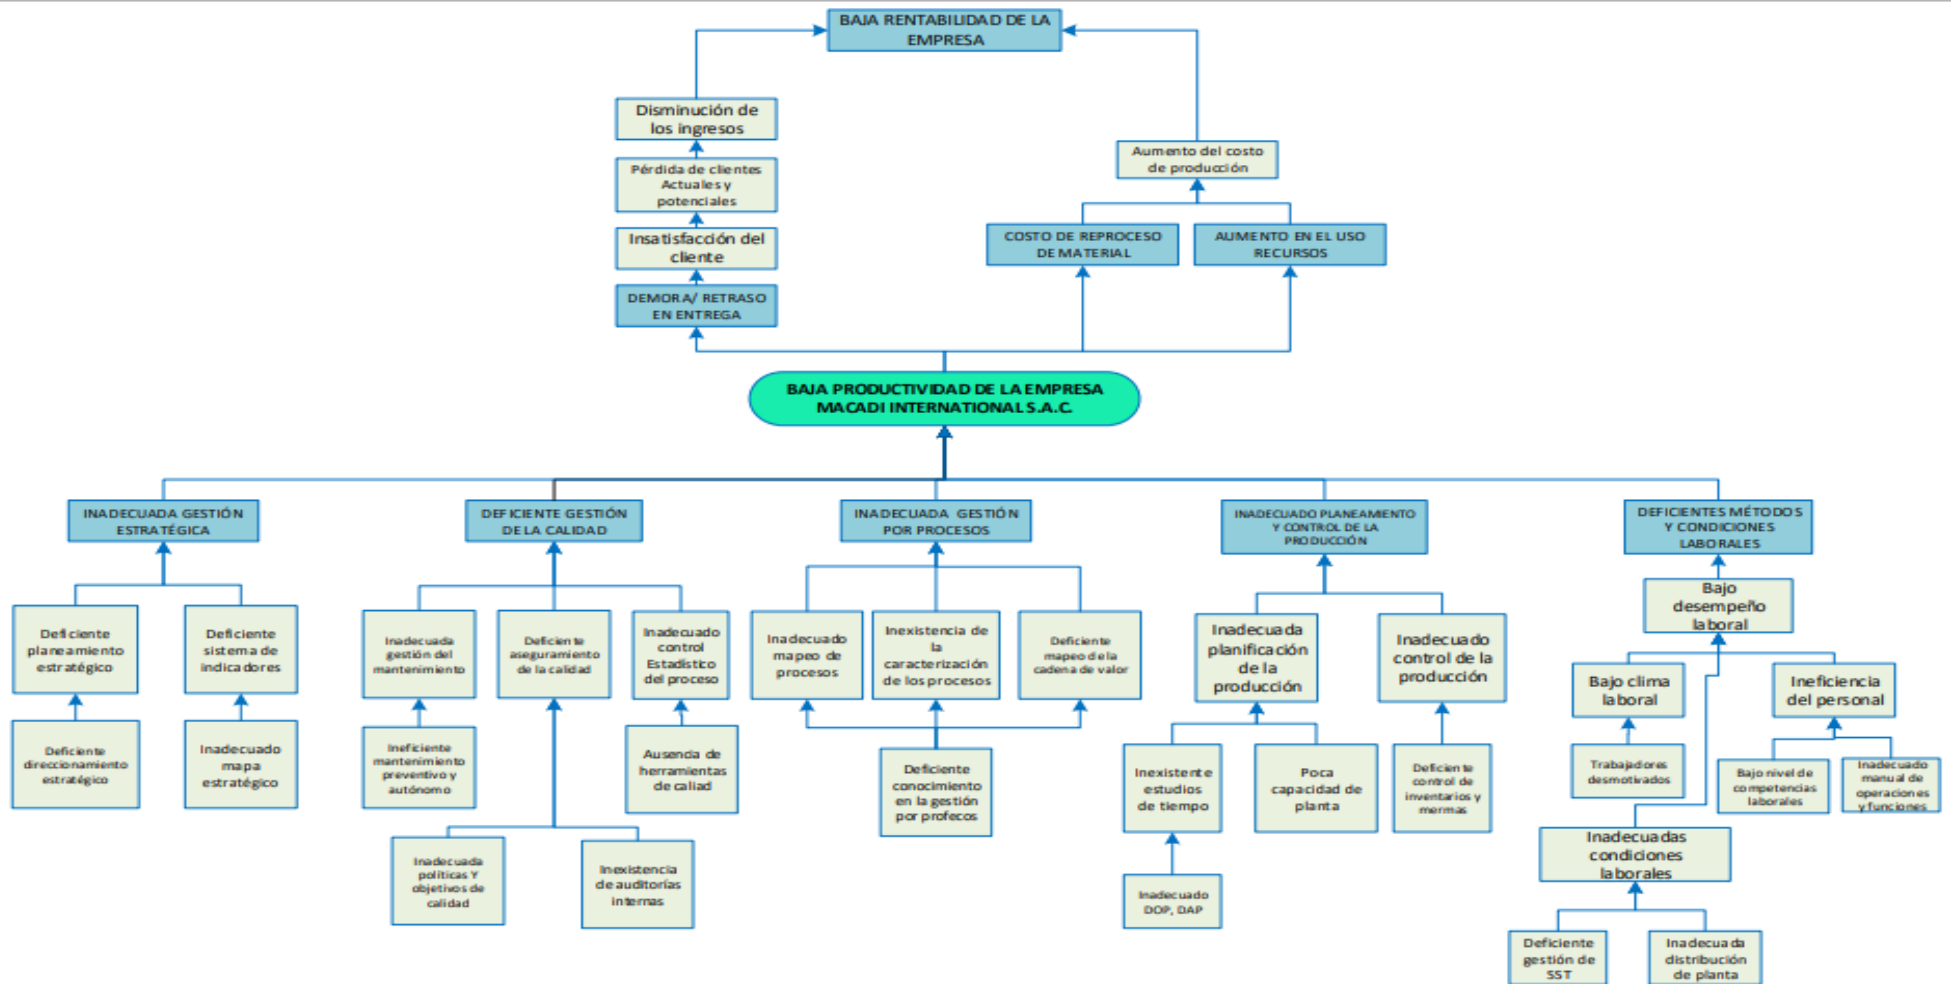 BAJA RENTABILIDAD DE LA
EMPRESA
Disminución de
los ingresos
Aumento del costo
de producción
Pérdida de clientes
Actuales y
potenciales
Insatisfacción del
cliente
COSTO DE REPROCESO
DE MATERIAL
AUMENTO EN EL USO
RECURSOS
DEMORA/ RETRASO
EN ENTREGA
BAJA PRODUCTIVIDAD DE LA EMPRESA
MACADI INTERNATIONAL S.A.C.
INADECUADA GESTIÓN
ESTRATÉGICA
DEFICIENTE GESTIÓN
DE LA CALIDAD
INADECUADA GESTIÓN
POR PROCESOS
INADECUADO PLANEAMIENTO
Y CONTROL DE LA
PRODUCCIÓN
DEFICIENTES MÉTODOS
Y CONDICIONES
LABORALES
Bajo
desempeño
laboral
Deficiente
planeamiento
estratégico
Deficiente
sistema de
indicadores
Inadecuada
gestión del
mantenimiento
Deficiente
aseguramiento
de la calidad
Inadecuado
control
Estadístico
del proceso
Inadecuado
mapeo de
procesos
Inexistencia de
la
caracterización
de los procesos
Deficiente
mapeo de la
cadena de valor
Inadecuada
planificación
de la
producción
Inadecuado
control de la
producción
Bajo clima
laboral
Ineficiencia
del personal
Deficiente
direccionamiento
estratégico
Inadecuado
mapa
estratégico
Ineficiente
mantenimiento
preventivo y
autónomo
Ausencia de
herramientas
de caliad
Deficiente
conocimiento
en la gestión
por profecos
Inexistente
estudios
de tiempo
Poca
capacidad de
planta
Deficiente
control de
inventarios y
mermas
Trabajadores
desmotivados
Bajo nivel de
competencias
laborales
Inadecuado
manual de
operaciones
y funciones
Inadecuada
políticas Y
objetivos de
calidad
Inexistencia
de auditorías
internas
Inadecuado
DOP, DAP
Inadecuadas
condiciones
laborales
Deficiente
gestión de
SST
Inadecuada
distribución
de planta